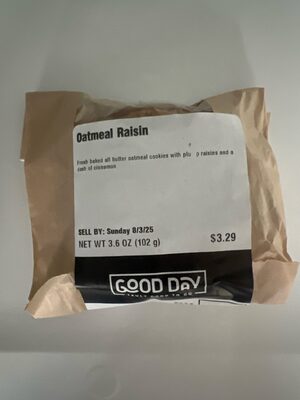 Oatmeal Raisin
Fresh baked all butter oatmeal cookies with plu p raisins and a
dash of cinnamon
SELL BY: Sunday 8/3/25
NET WT 3.6 OZ (102 g)
$3.29
GOOD DAY